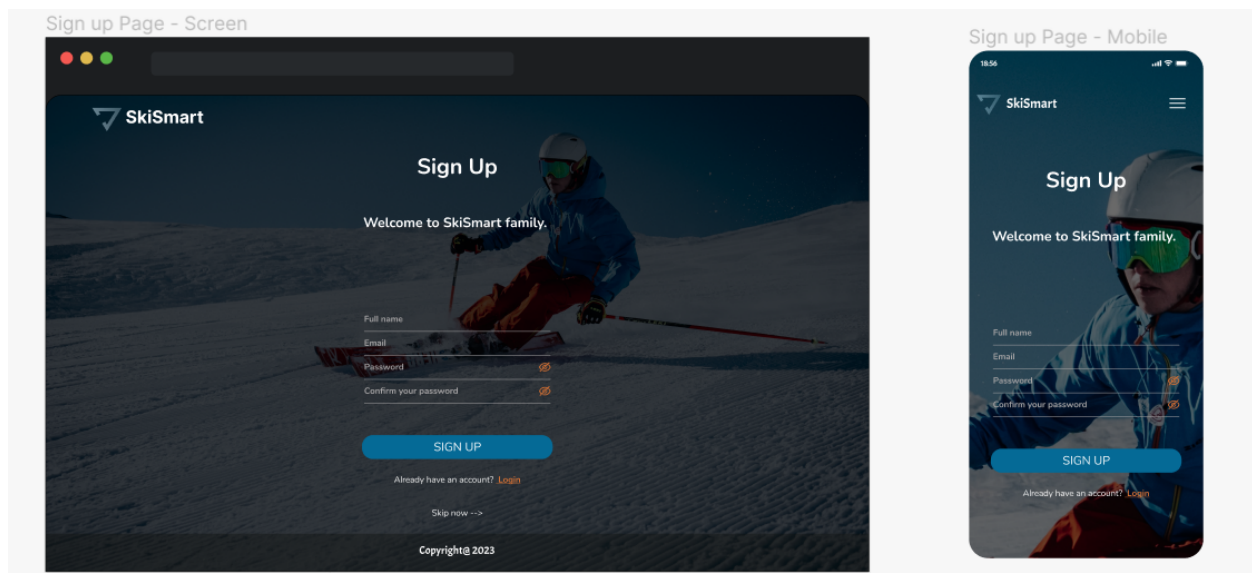 Sign up Page - Screen
SkiSmart
Sign Up
Welcome to SkiSmart family.
Full name
Email
Password
Confirm your password
SIGN UP
Already have an account? Login
Skip now -->
Copyright@ 2023
Sign up Page - Mobile
18:56
SkiSmart
Sign Up
Welcome to SkiSmart family.
Full name
Email
Password
Confirm your password
SIGN UP
Already have an account? Login